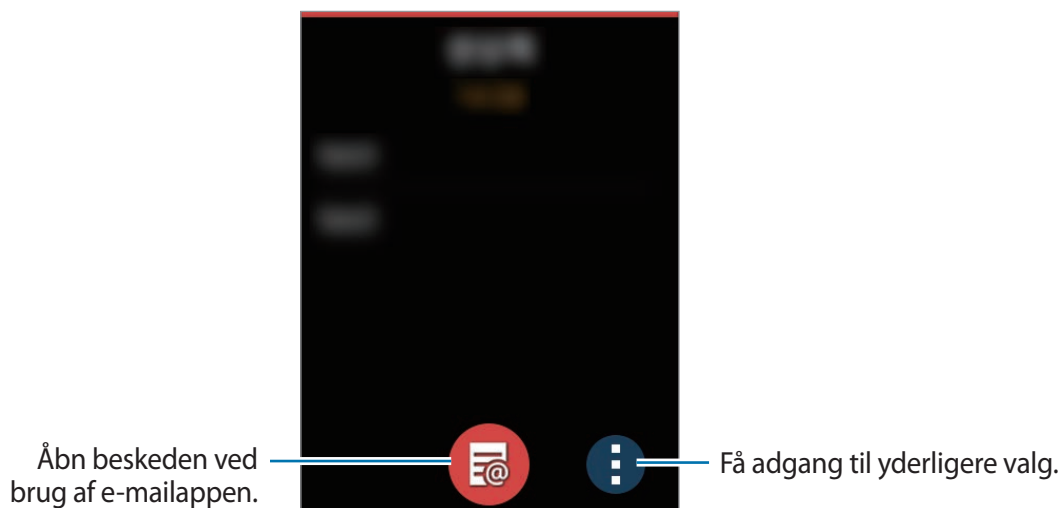 Åbn beskeden ved
brug af e-mailappen.
Få adgang til yderligere valg.